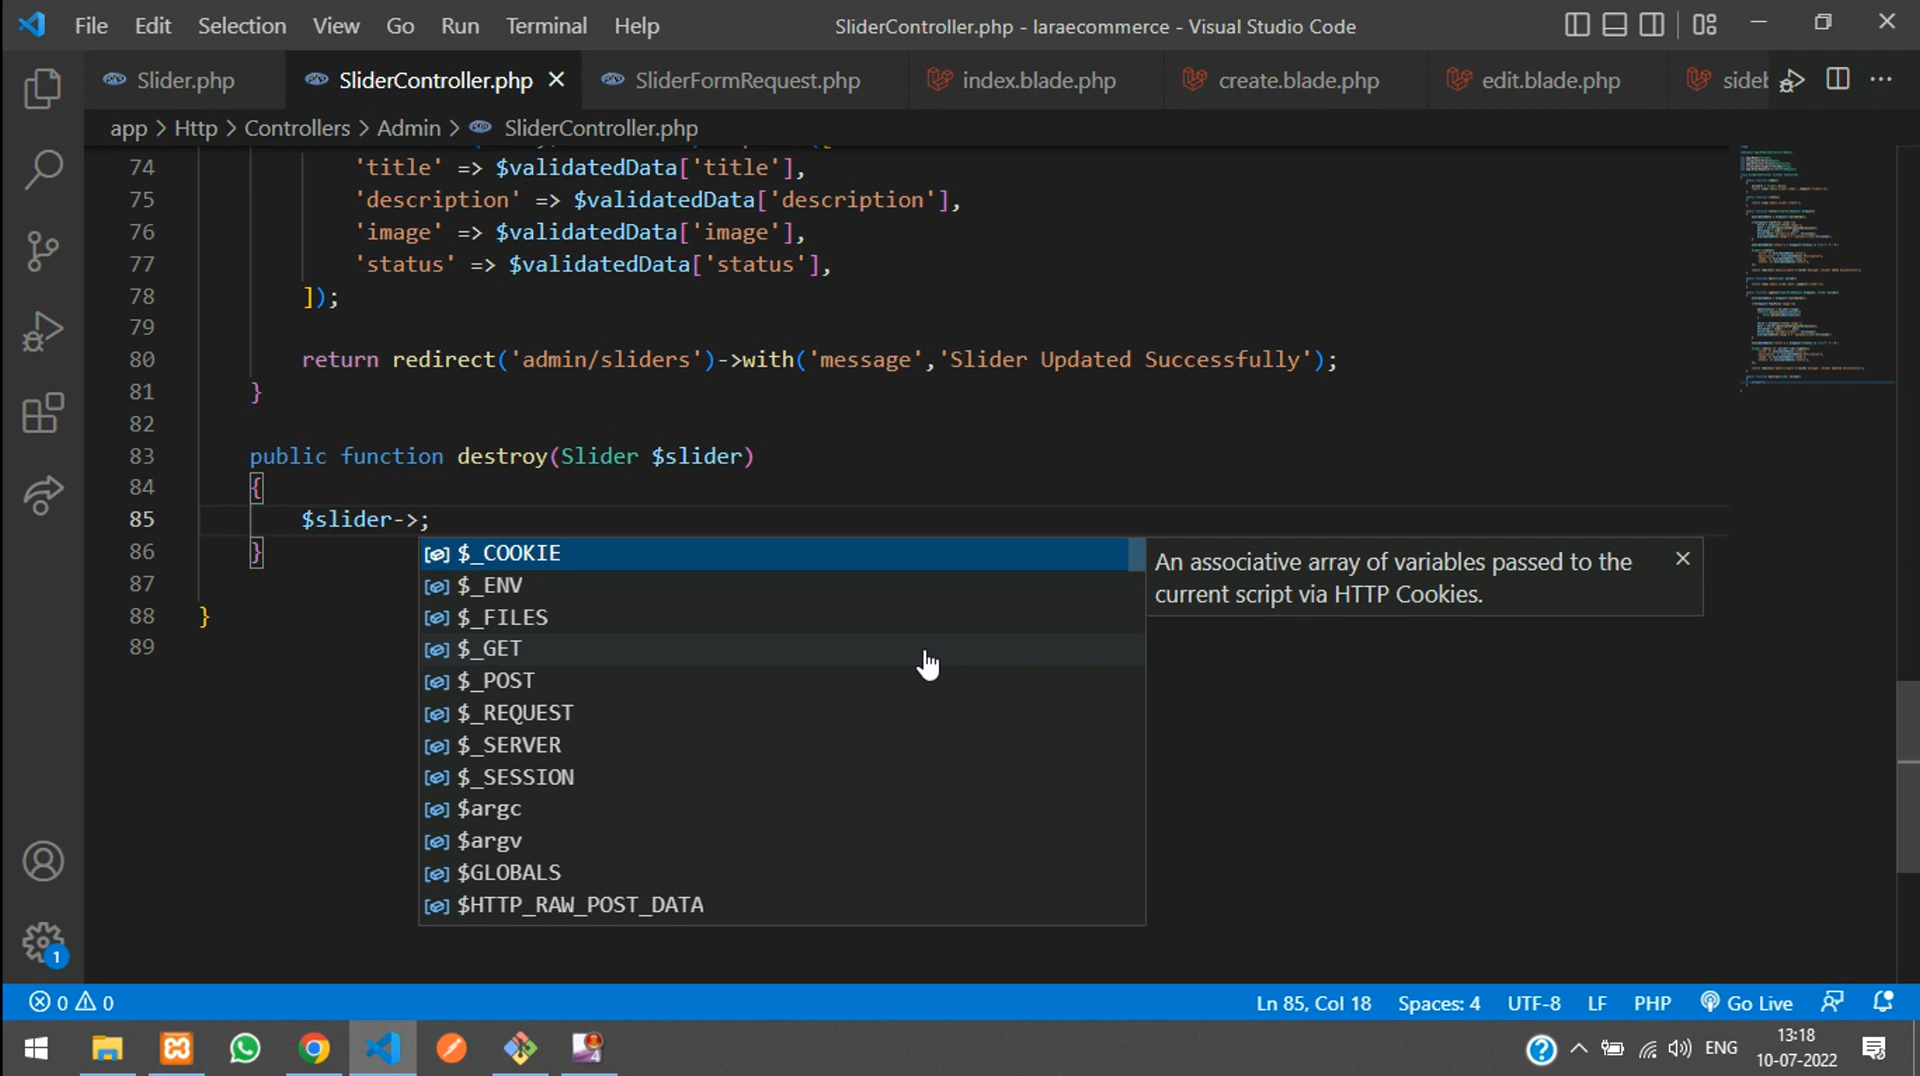 File Edit Selection View Go Run Terminal Help
SliderController.php - laraecommerce - Visual Studio Code
Slider.php SliderController.php SliderFormRequest.php index.blade.php create.blade.php edit.blade.php sideb
app > Http > Controllers > Admin > SliderController.php
74 'title' => $validatedData['title'],
75 'description' => $validatedData['description'],
76 'image' => $validatedData['image'],
77 'status' => $validatedData['status'],
78 ]);
79
80 return redirect('admin/sliders')->with('message','Slider Updated Successfully');
81 }
82
83 public function destroy(Slider $slider)
84 {
85 $slider->;
86 }
87
88 }
89
$_COOKIE
$_ENV
$_FILES
$_GET
$_POST
$_REQUEST
$_SERVER
$_SESSION
$argc
$argv
$GLOBALS
$HTTP_RAW_POST_DATA
An associative array of variables passed to the
current script via HTTP Cookies.
1
0 0 Ln 85, Col 18 Spaces: 4 UTF-8 LF PHP Go Live
4 ENG 13:18
10-07-2022